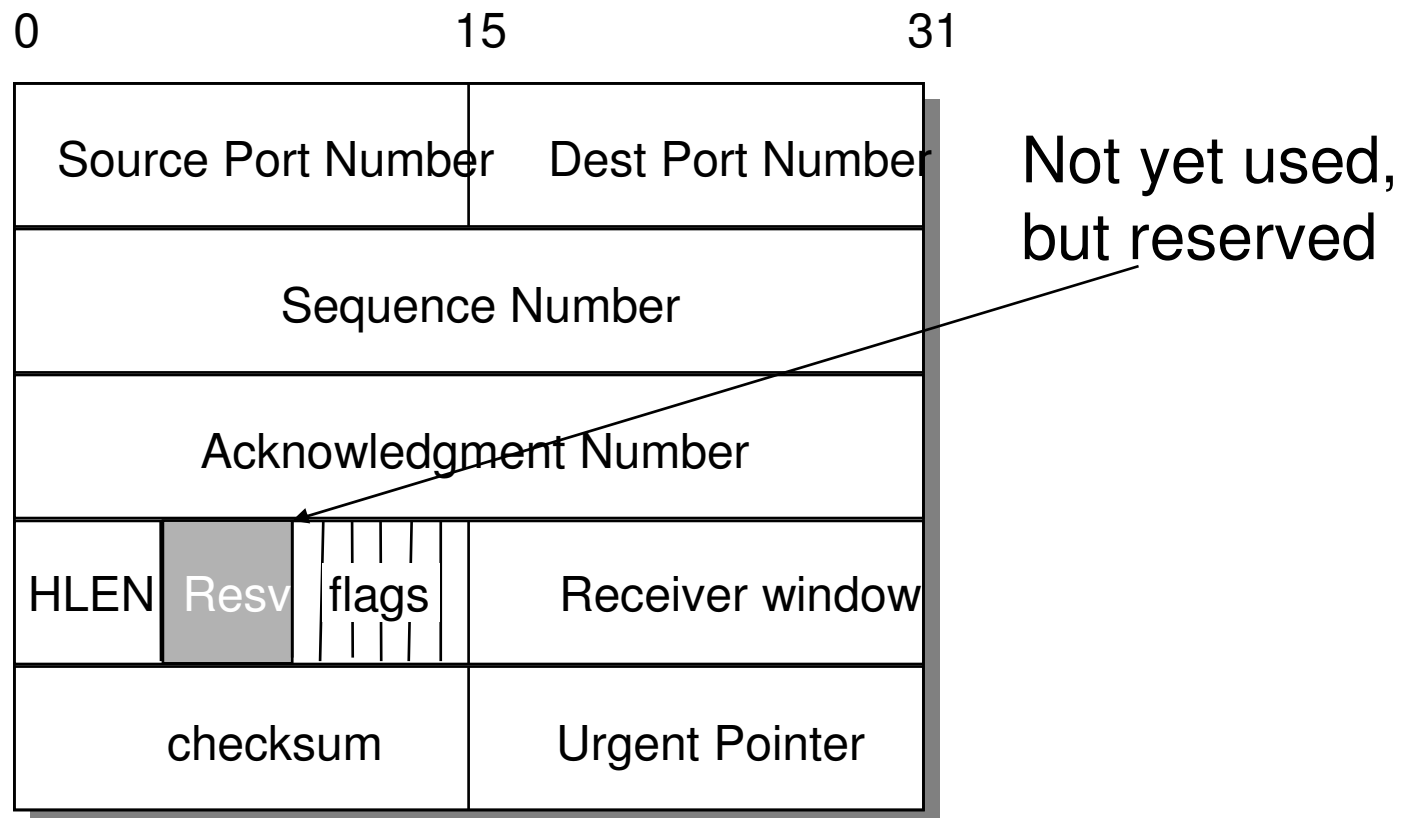 0 15 31
Source Port Number Dest Port Number
Not yet used,
but reserved
Sequence Number
Acknowledgment Number
HLEN Resv flags Receiver window
checksum Urgent Pointer